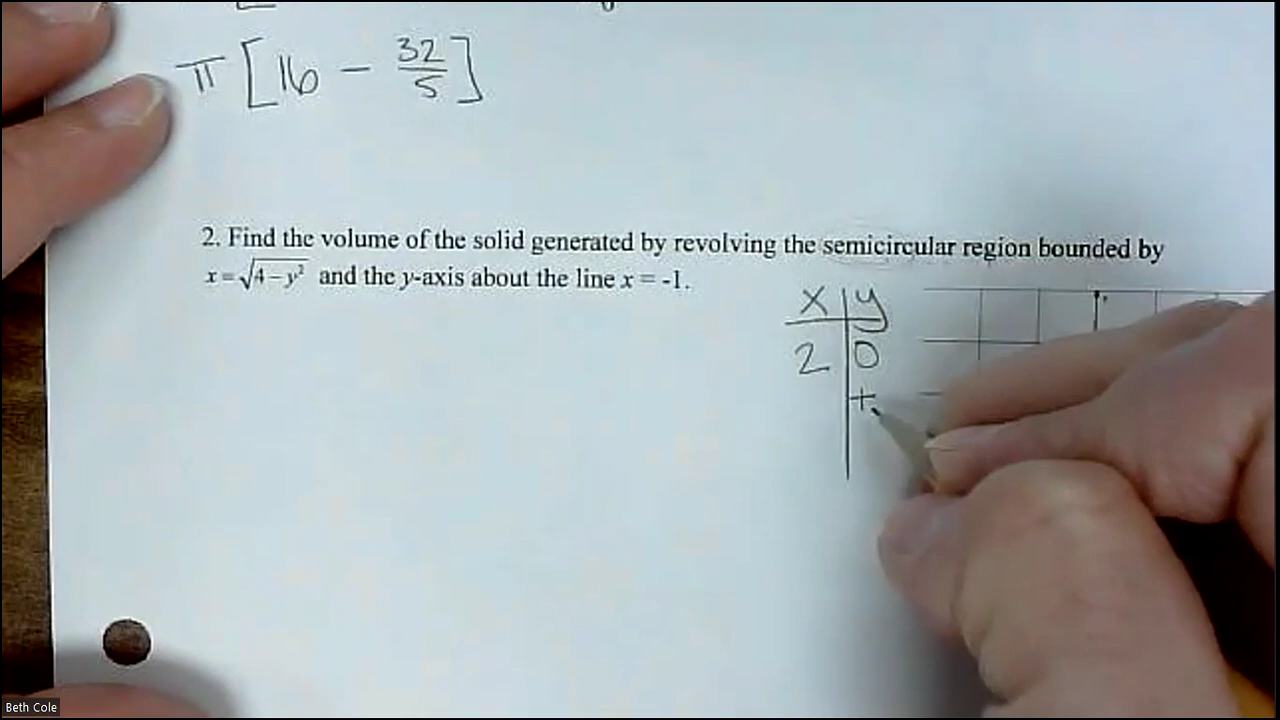 π [ 16 - 32/5 ]
2. Find the volume of the solid generated by revolving the semicircular region bounded by
x = √4 - y² and the y-axis about the line x = -1.
x | y
2 | 0
+
Beth Cole